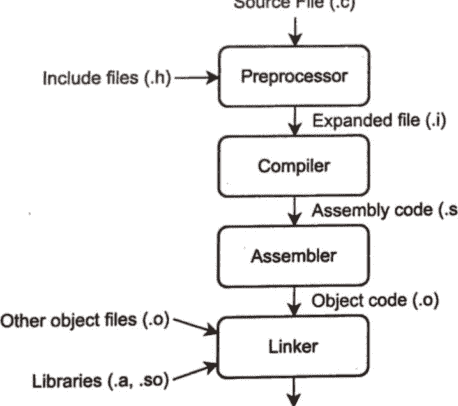 Source File (.c)
Preprocessor
Include files (.h)
Expanded file (.i)
Compiler
Assembly code (.s
Assembler
Object code (.o)
Other object files (.o)
Linker
Libraries (.a, .so)